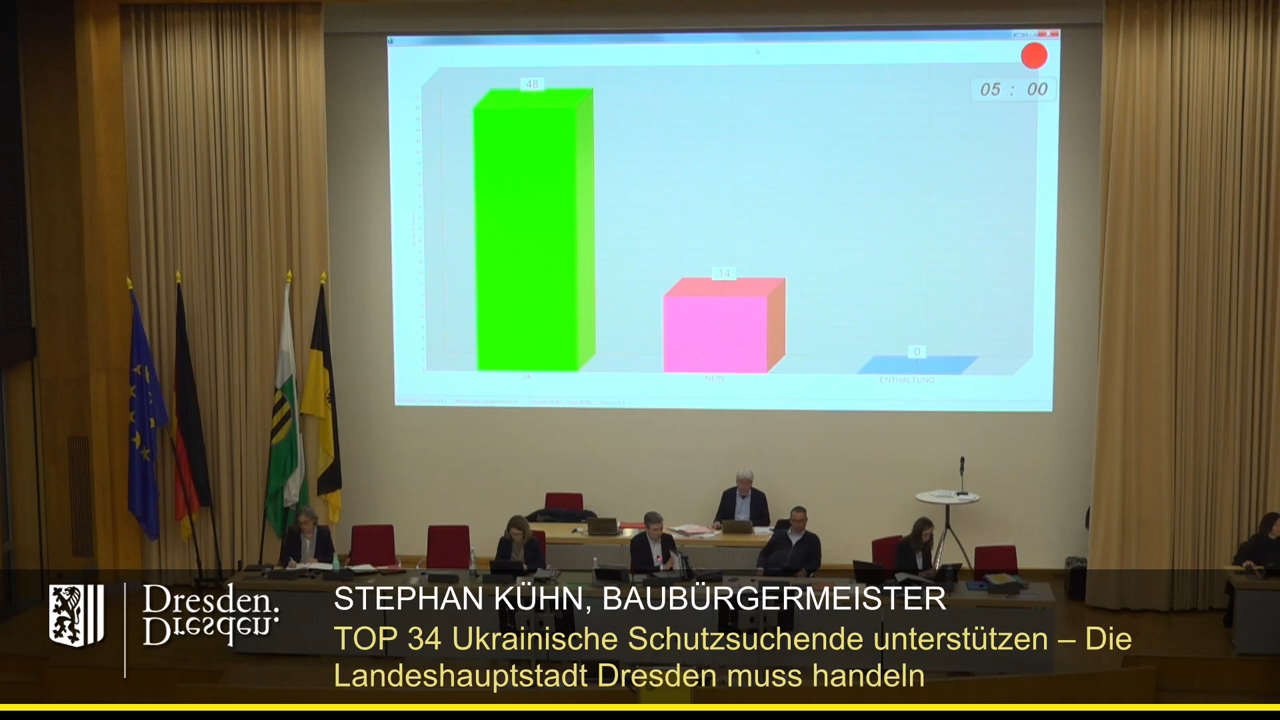 48
05 : 00
14
0
JA
NEIN
ENTHALTUNG
Dresden.
Dresden.
STEPHAN KÜHN, BAUBÜRGERMEISTER
TOP 34 Ukrainische Schutzsuchende unterstützen – Die
Landeshauptstadt Dresden muss handeln